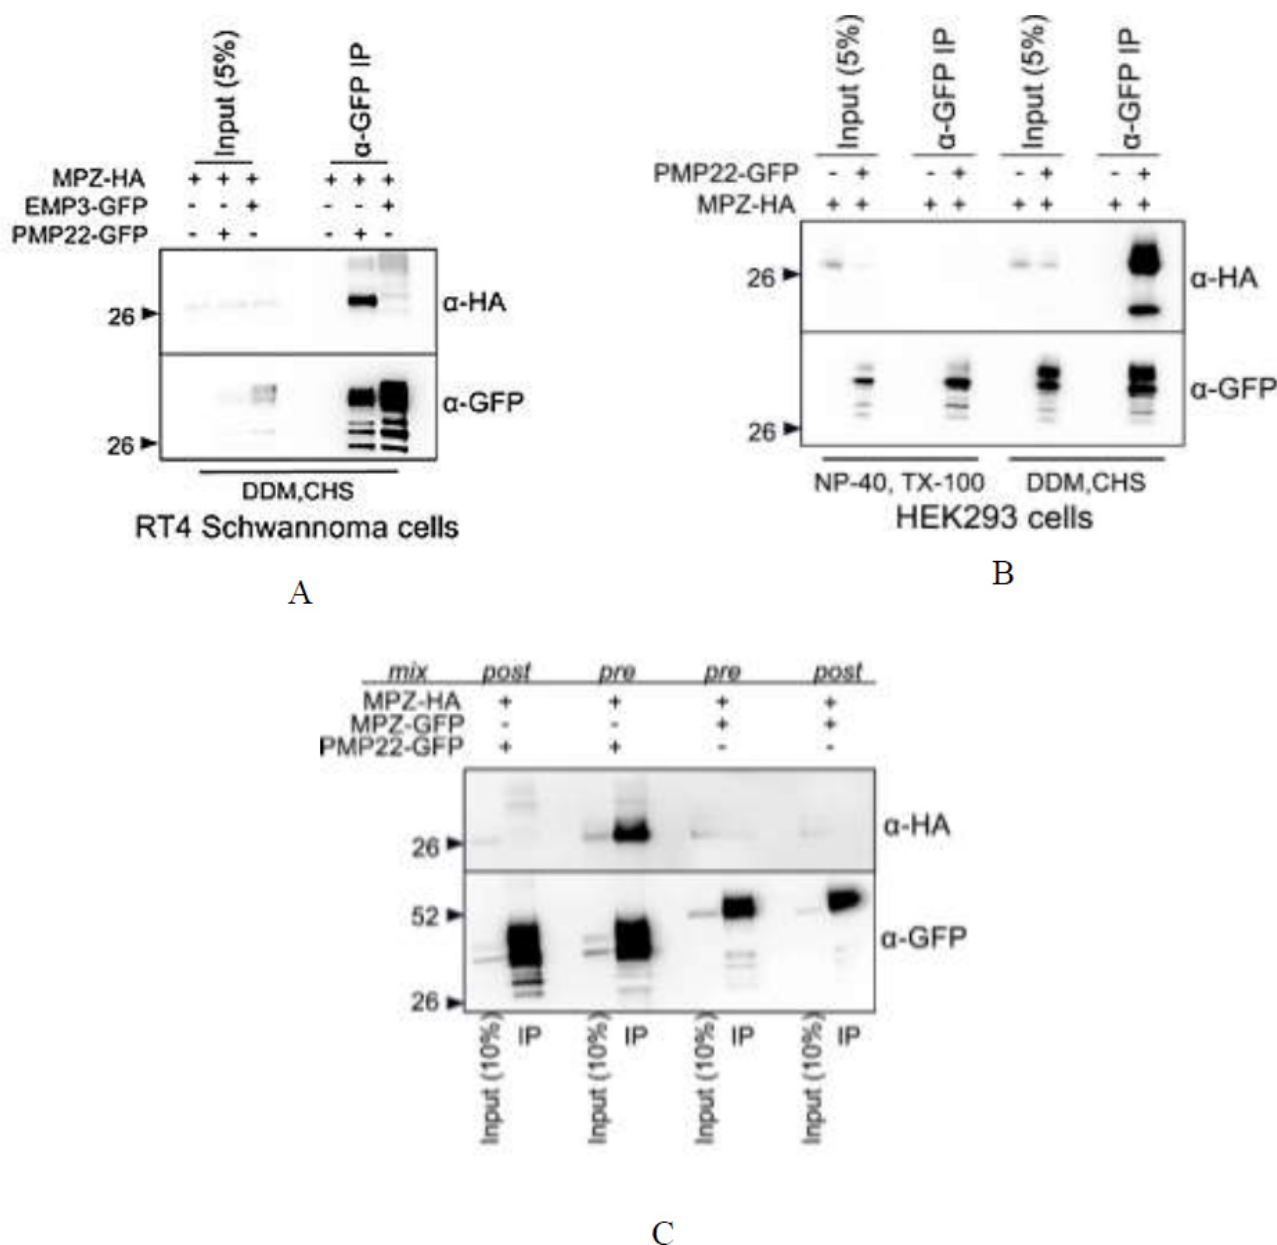 Input (5%)
α-GFP IP
MPZ-HA + + + + + +
EMP3-GFP - - + - - +
PMP22-GFP - + - - + -
26
α-HA
26
α-GFP
DDM,CHS
RT4 Schwannoma cells
A
Input (5%)
α-GFP IP
Input (5%)
α-GFP IP
PMP22-GFP - + - + - + - +
MPZ-HA + + + + + + + +
26
α-HA
26
α-GFP
NP-40, TX-100
DDM,CHS
HEK293 cells
B
mix post pre pre post
MPZ-HA + + + +
MPZ-GFP - - + +
PMP22-GFP + + - -
26
α-HA
52
α-GFP
26
Input (10%)
IP
Input (10%)
IP
Input (10%)
IP
Input (10%)
IP
C